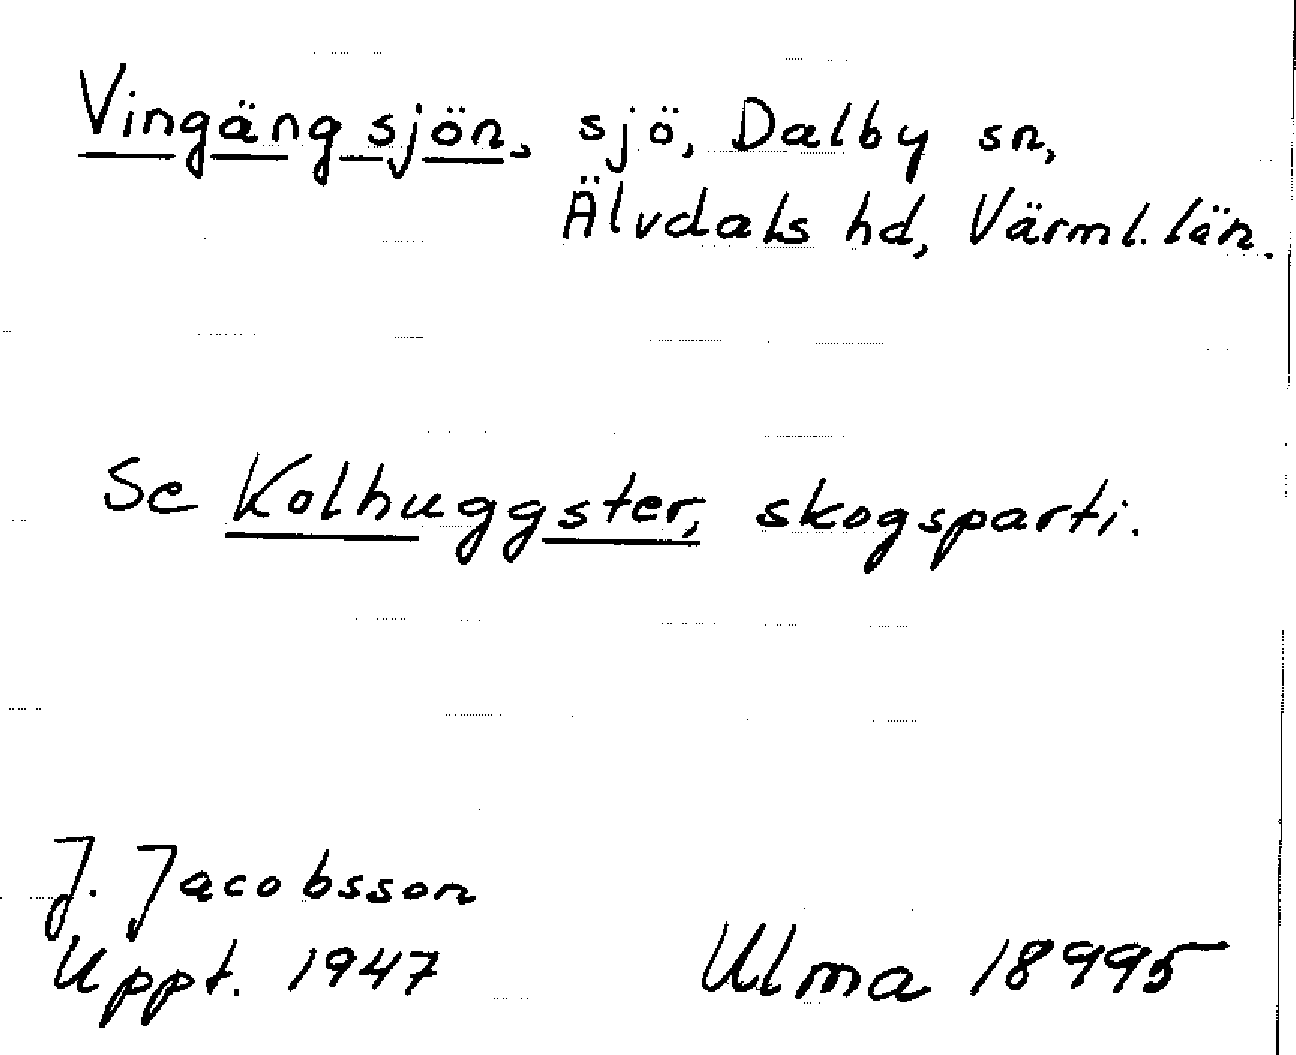 Vingängsjön, sjö, Dalby sn,
Älvdals hd, Värml. län.
Se Kolhuggster, skogsparti.
J. Jacobsson
Uppt. 1947
Ulma 18995